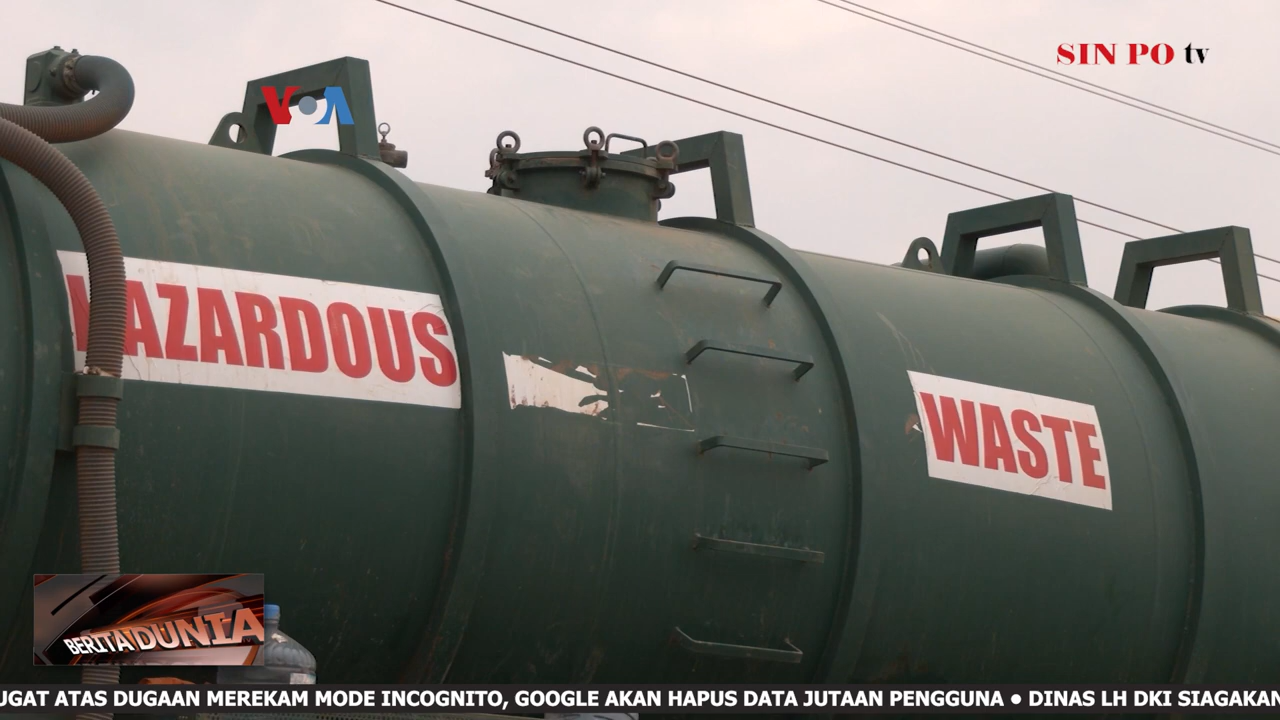 SIN PO tv
VOA
HAZARDOUS
WASTE
BERITA DUNIA
UGAT ATAS DUGAAN MEREKAM MODE INCOGNITO, GOOGLE AKAN HAPUS DATA JUTAAN PENGGUNA ● DINAS LH DKI SIAGAKAN